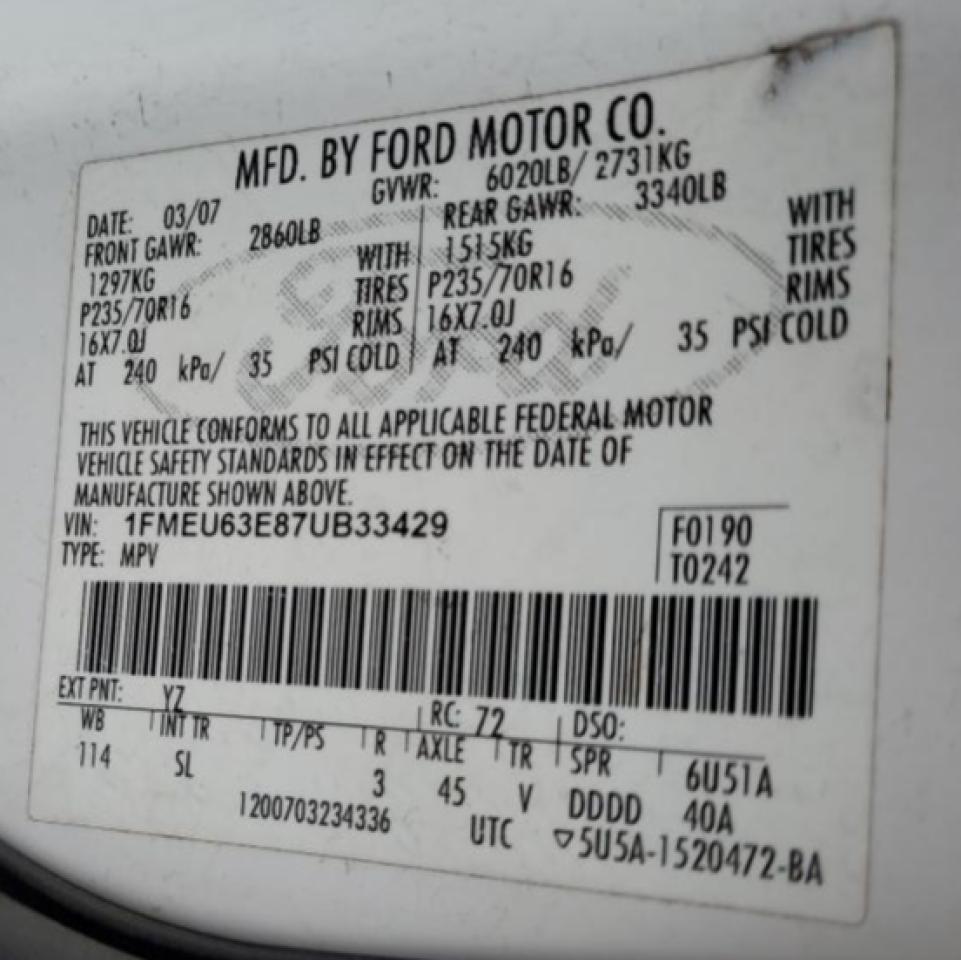 MFD. BY FORD MOTOR CO.
DATE: 03/07 GVWR: 6020LB/ 2731KG
FRONT GAWR: 2860LB REAR GAWR: 3340LB
1297KG WITH 1515KG WITH
P235/70R16 TIRES P235/70R16 TIRES
16X7.0J RIMS 16X7.0J RIMS
AT 240 kPa/ 35 PSI COLD AT 240 kPa/ 35 PSI COLD
Ford
THIS VEHICLE CONFORMS TO ALL APPLICABLE FEDERAL MOTOR
VEHICLE SAFETY STANDARDS IN EFFECT ON THE DATE OF
MANUFACTURE SHOWN ABOVE.
VIN: 1FMEU63E87UB33429 F0190
TYPE: MPV T0242
EXT PNT: YZ RC: 72 DSO:
WB INT TR TP/PS R AXLE TR SPR 6U51A
114 SL 3 45 V DDDD 40A
1200703234336 UTC ▽5U5A-1520472-BA